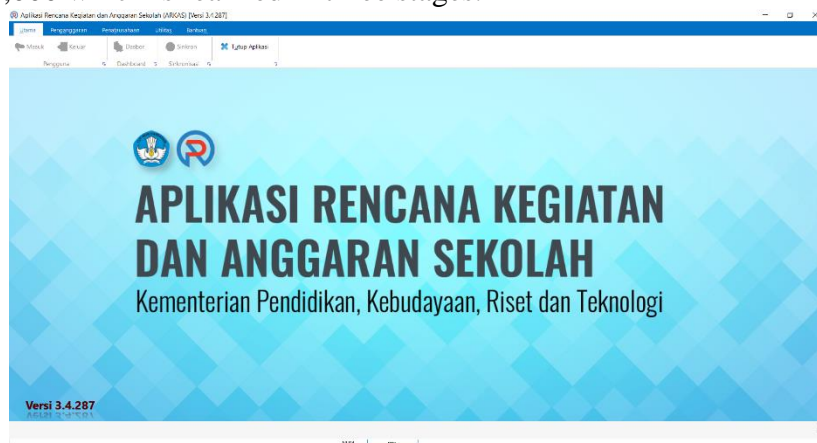 Aplikasi Rencana Kegiatan dan Anggaran Sekolah (ARKAS) [Versi 3.4.287]
Utama Penganggaran Penatausahaan Utilitas Bantuan
Masuk Keluar Dasbor Sinkron Tutup Aplikasi
Pengguna Dashboard Sinkronisasi
APLIKASI RENCANA KEGIATAN
DAN ANGGARAN SEKOLAH
Kementerian Pendidikan, Kebudayaan, Riset dan Teknologi
Versi 3.4.287